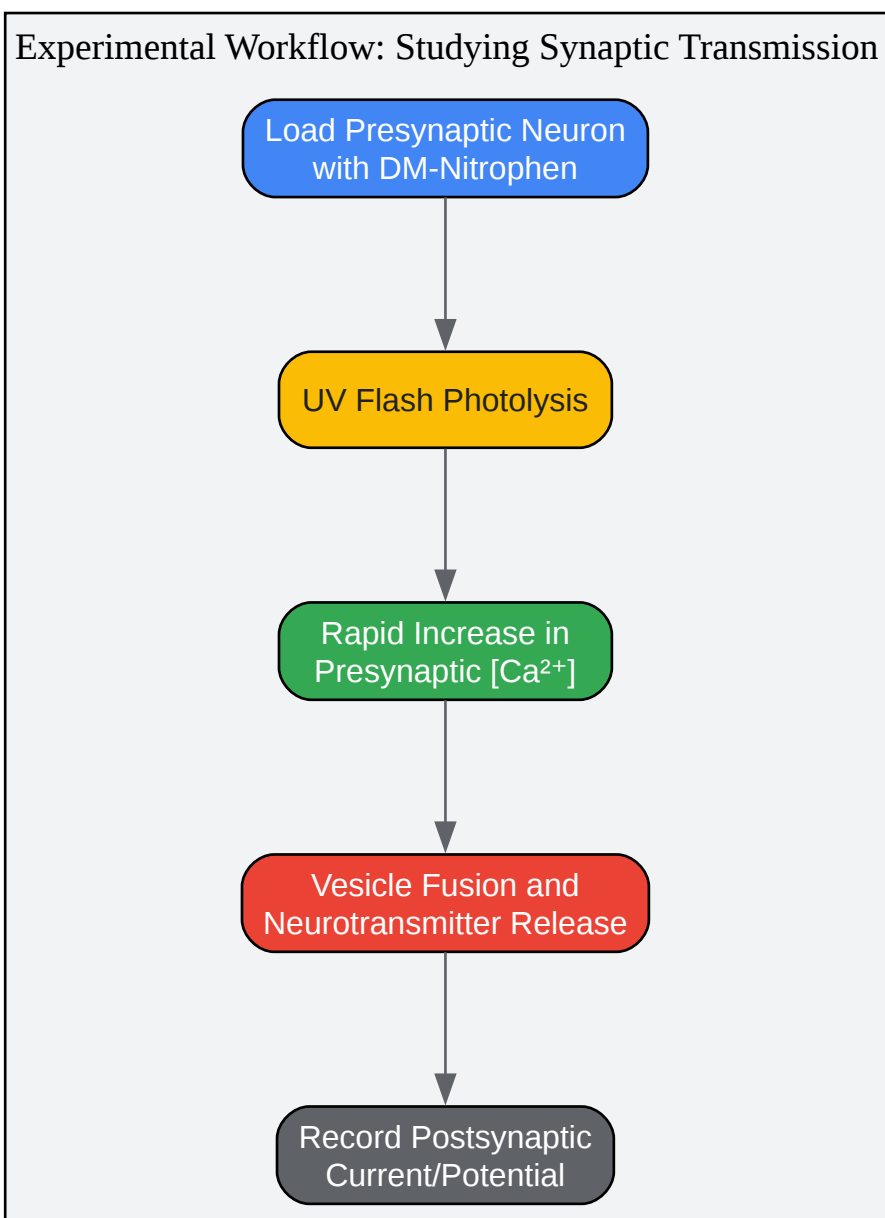 Experimental Workflow: Studying Synaptic Transmission
Load Presynaptic Neuron
with DM-Nitrophen
UV Flash Photolysis
Rapid Increase in
Presynaptic [Ca²⁺]
Vesicle Fusion and
Neurotransmitter Release
Record Postsynaptic
Current/Potential